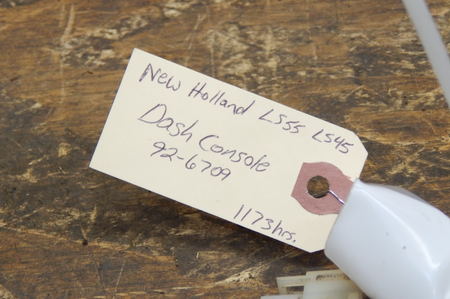 New Holland LS55 LS45
Dash Console
92-6709
1173hrs.